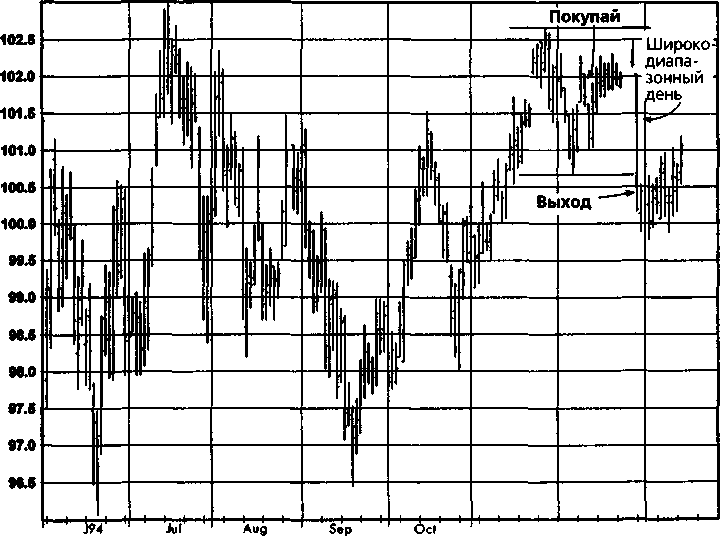 Покупай
102.5
Широко-
диапа-
зонный
день
102.0
101.5
101.0
100.5
Выход
100.0
99.5
99.0
98.5
98.0
97.5
97.0
96.5
J94 Jul Aug Sep Oct